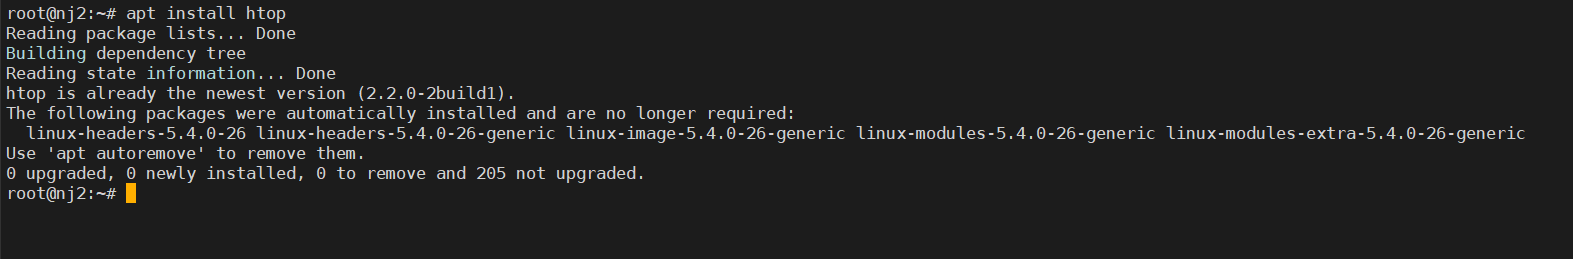 root@nj2:~# apt install htop
Reading package lists... Done
Building dependency tree
Reading state information... Done
htop is already the newest version (2.2.0-2build1).
The following packages were automatically installed and are no longer required:
  linux-headers-5.4.0-26 linux-headers-5.4.0-26-generic linux-image-5.4.0-26-generic linux-modules-5.4.0-26-generic linux-modules-extra-5.4.0-26-generic
Use 'apt autoremove' to remove them.
0 upgraded, 0 newly installed, 0 to remove and 205 not upgraded.
root@nj2:~#